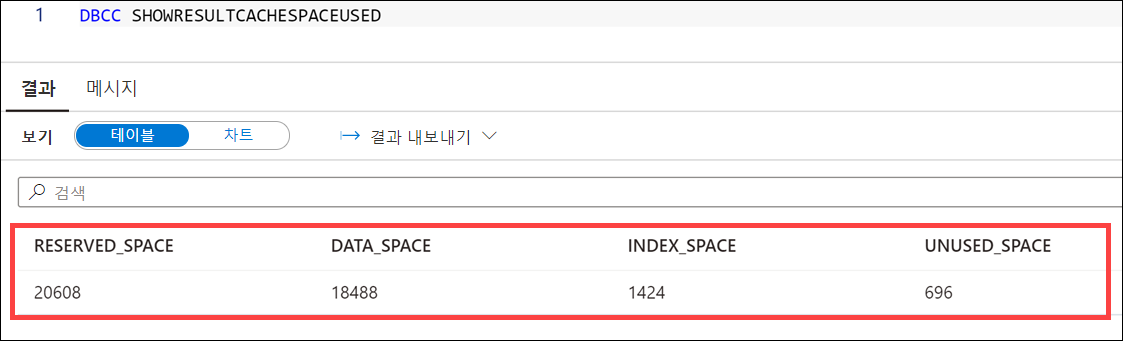 1 DBCC SHOWRESULTCACHESPACEUSED
결과 메시지
보기 테이블 차트 결과 내보내기
검색
RESERVED_SPACE DATA_SPACE INDEX_SPACE UNUSED_SPACE
20608 18488 1424 696